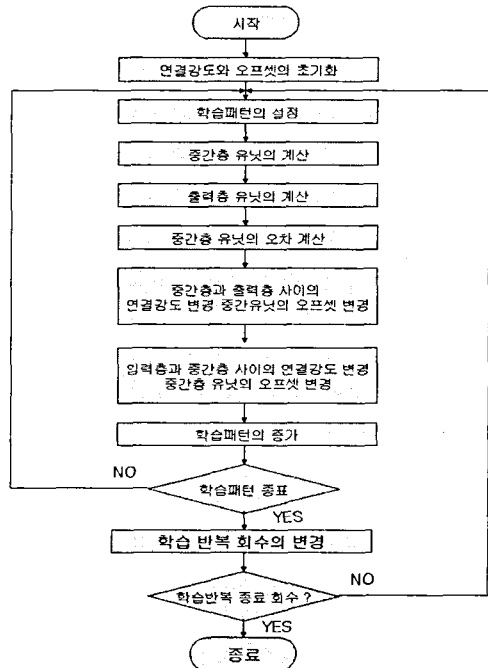 시작
연결강도와 오프셋의 초기화
학습패턴의 설정
중간층 유닛의 계산
출력층 유닛의 계산
중간층 유닛의 오차 계산
중간층과 출력층 사이의
연결강도 변경 중간유닛의 오프셋 변경
입력층과 중간층 사이의 연결강도 변경
중간층 유닛의 오프셋 변경
학습패턴의 증가
NO
학습패턴 종표
YES
학습 반복 회수의 변경
NO
학습반복 종료 회수 ?
YES
종료